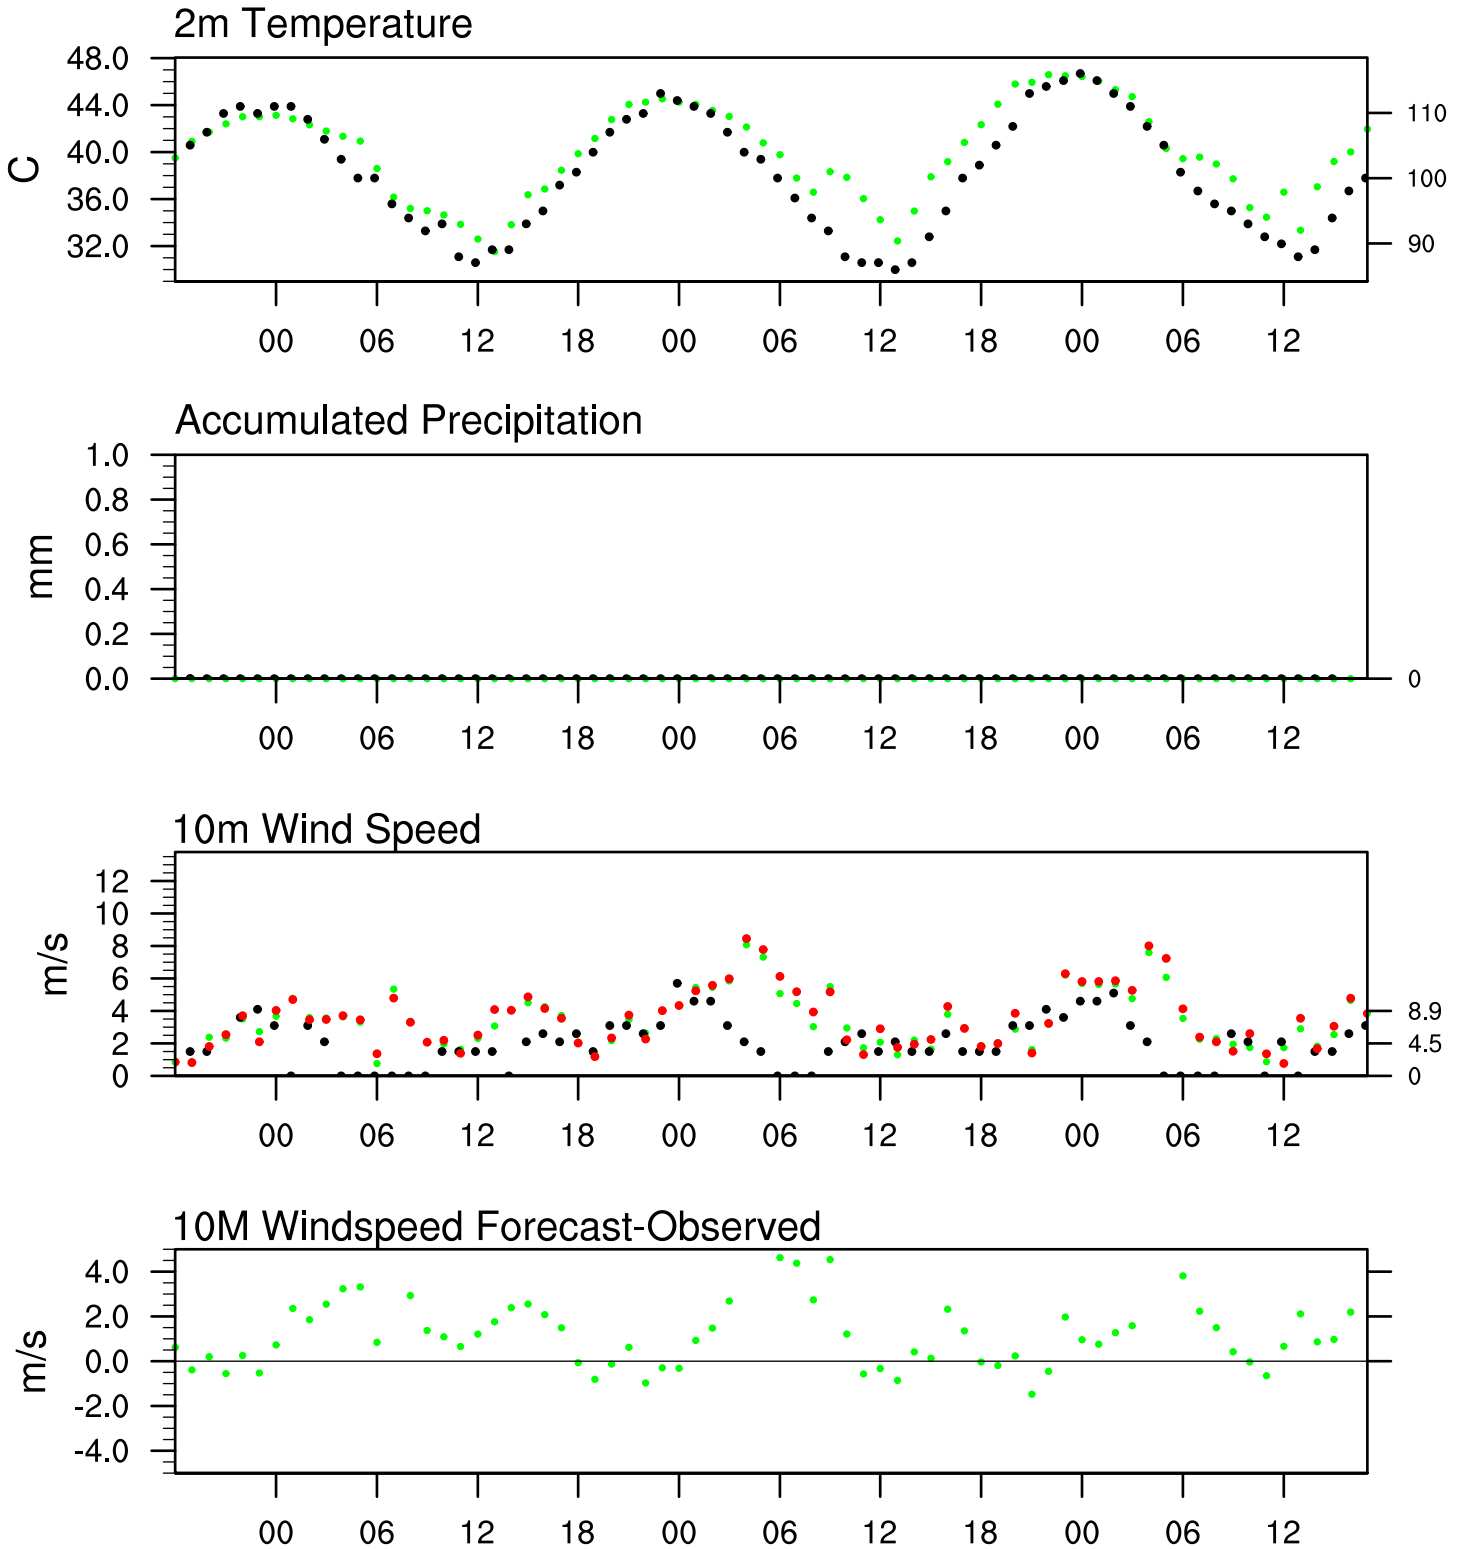 2m Temperature
48.0
44.0
40.0
36.0
32.0
C
110
100
90
00 06 12 18 00 06 12 18 00 06 12
Accumulated Precipitation
1.0
0.8
0.6
0.4
0.2
0.0
mm
0
00 06 12 18 00 06 12 18 00 06 12
10m Wind Speed
12
10
8
6
4
2
0
m/s
8.9
4.5
0
00 06 12 18 00 06 12 18 00 06 12
10M Windspeed Forecast-Observed
4.0
2.0
0.0
-2.0
-4.0
m/s
00 06 12 18 00 06 12 18 00 06 12